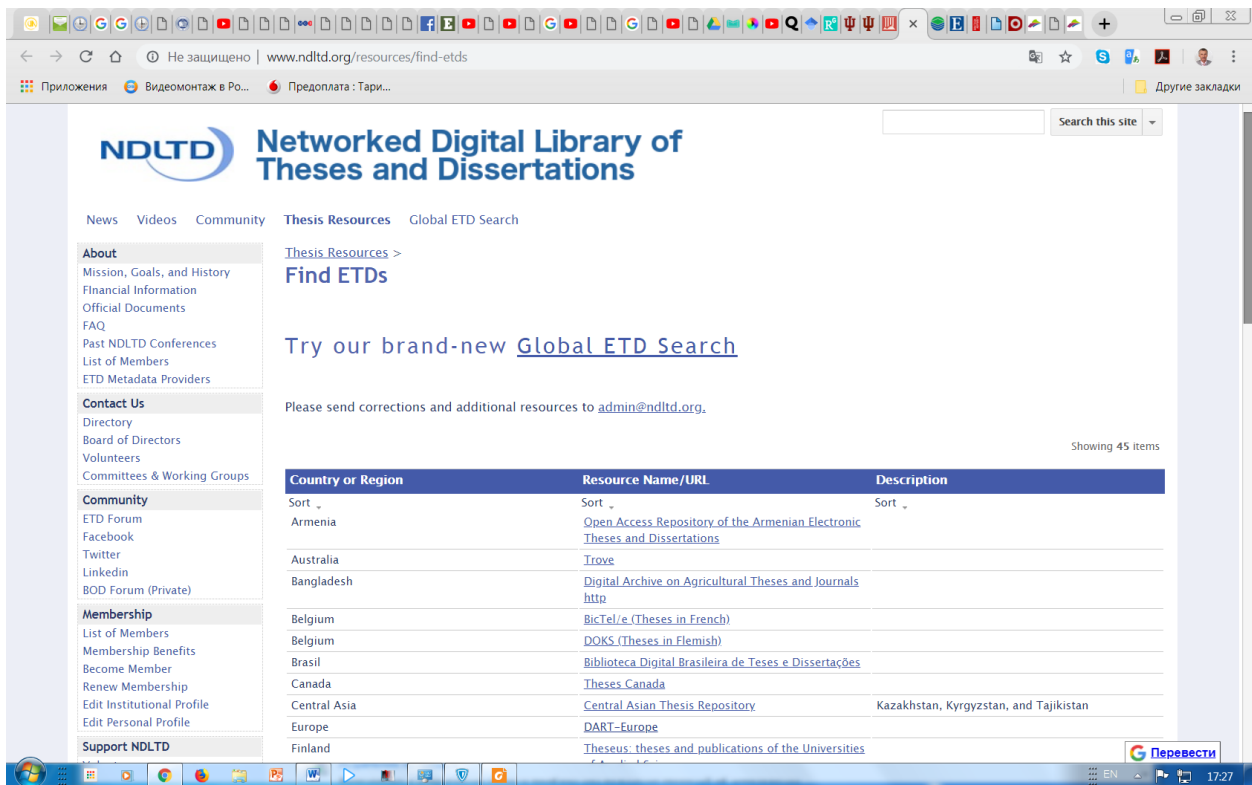 Не защищено | www.ndltd.org/resources/find-etds
Приложения
Видеомонтаж в Ро...
Предоплата : Тари...
Другие закладки
NDLTD
Networked Digital Library of
Theses and Dissertations
Search this site
News Videos Community Thesis Resources Global ETD Search
About
Mission, Goals, and History
FInancial Information
Official Documents
FAQ
Past NDLTD Conferences
List of Members
ETD Metadata Providers
Contact Us
Directory
Board of Directors
Volunteers
Committees & Working Groups
Community
ETD Forum
Facebook
Twitter
Linkedin
BOD Forum (Private)
Membership
List of Members
Membership Benefits
Become Member
Renew Membership
Edit Institutional Profile
Edit Personal Profile
Support NDLTD
Thesis Resources >
Find ETDs
Try our brand-new Global ETD Search
Please send corrections and additional resources to admin@ndltd.org.
Showing 45 items
Country or Region Resource Name/URL Description
Sort Sort Sort
Armenia Open Access Repository of the Armenian Electronic
Theses and Dissertations
Australia Trove
Bangladesh Digital Archive on Agricultural Theses and Journals
http
Belgium BicTel/e (Theses in French)
Belgium DOKS (Theses in Flemish)
Brasil Biblioteca Digital Brasileira de Teses e Dissertações
Canada Theses Canada
Central Asia Central Asian Thesis Repository Kazakhstan, Kyrgyzstan, and Tajikistan
Europe DART-Europe
Finland Theseus: theses and publications of the Universities
Перевести
EN 17:27